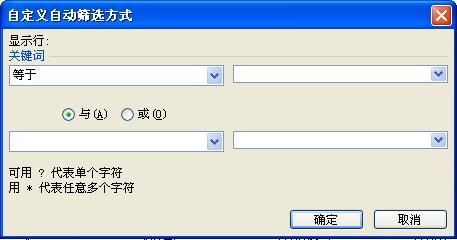 自定义自动筛选方式
显示行:
关键词
等于
与(A) 或(O)
可用 ? 代表单个字符
用 * 代表任意多个字符
确定 取消